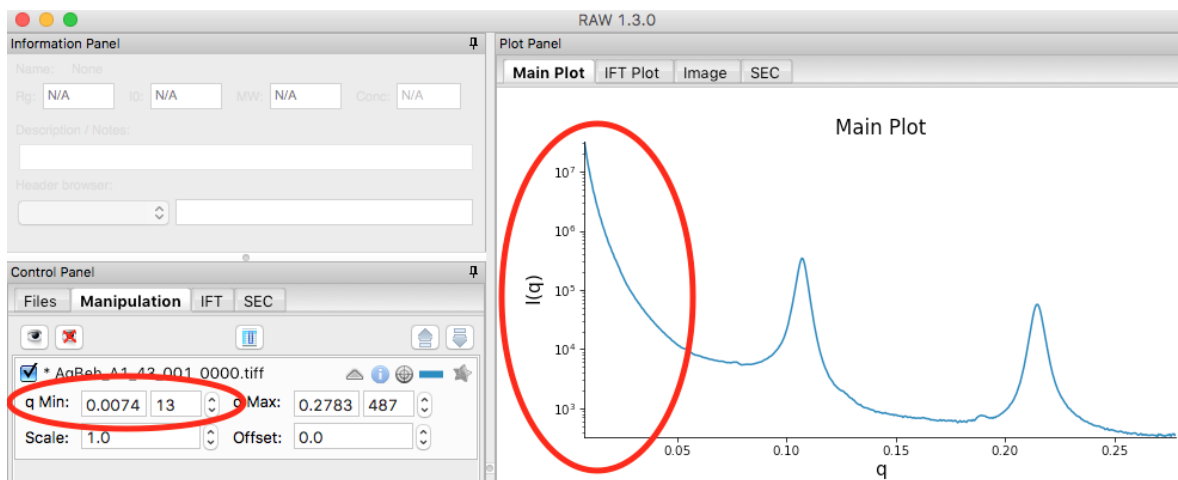 RAW 1.3.0
Information Panel
Name: None
Rg: N/A I0: N/A MW: N/A Conc: N/A
Description / Notes:
Header browser:
Control Panel
Files Manipulation IFT SEC
* AgBeh_A1_43_001_0000.tiff
q Min: 0.0074 13 q Max: 0.2783 487
Scale: 1.0 Offset: 0.0
Plot Panel
Main Plot IFT Plot Image SEC
Main Plot
10⁷
10⁶
10⁵
10⁴
10³
I(q)
0.05 0.10 0.15 0.20 0.25
q